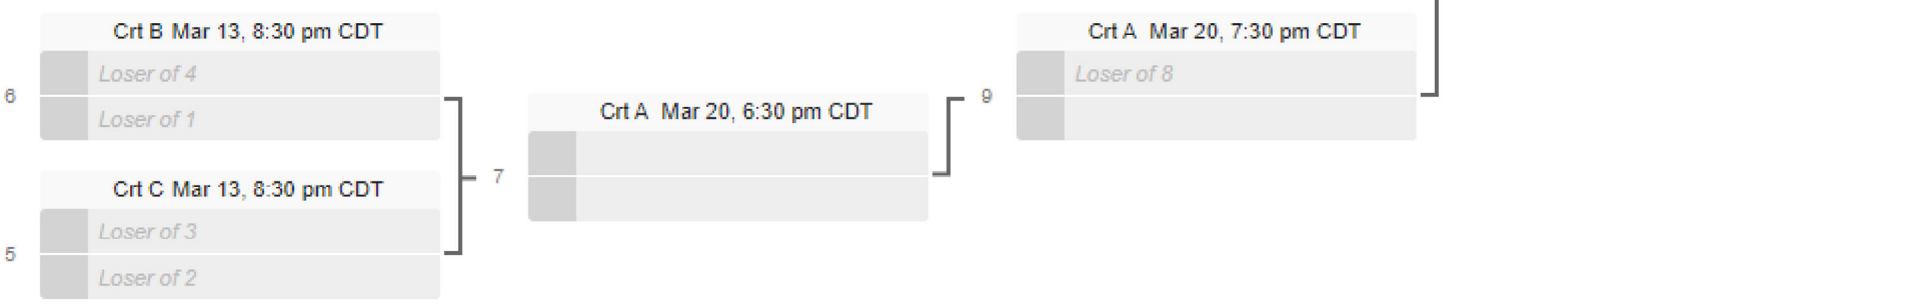 Crt B Mar 13, 8:30 pm CDT
6
Loser of 4
Loser of 1
Crt C Mar 13, 8:30 pm CDT
5
Loser of 3
Loser of 2
Crt A Mar 20, 6:30 pm CDT
7
Crt A Mar 20, 7:30 pm CDT
9
Loser of 8